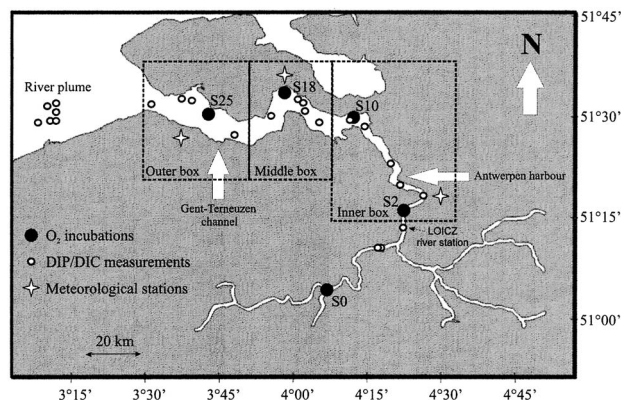 51°45'
N
River plume
S18
S25
S10
51°30'
Outer box
Middle box
Antwerpen harbour
Gent-Terneuzen
channel
S2
Inner box
51°15'
O₂ incubations
LOICZ
river station
DIP/DIC measurements
Meteorological stations
S0
51°00'
20 km
3°15' 3°30' 3°45' 4°00' 4°15' 4°30' 4°45'